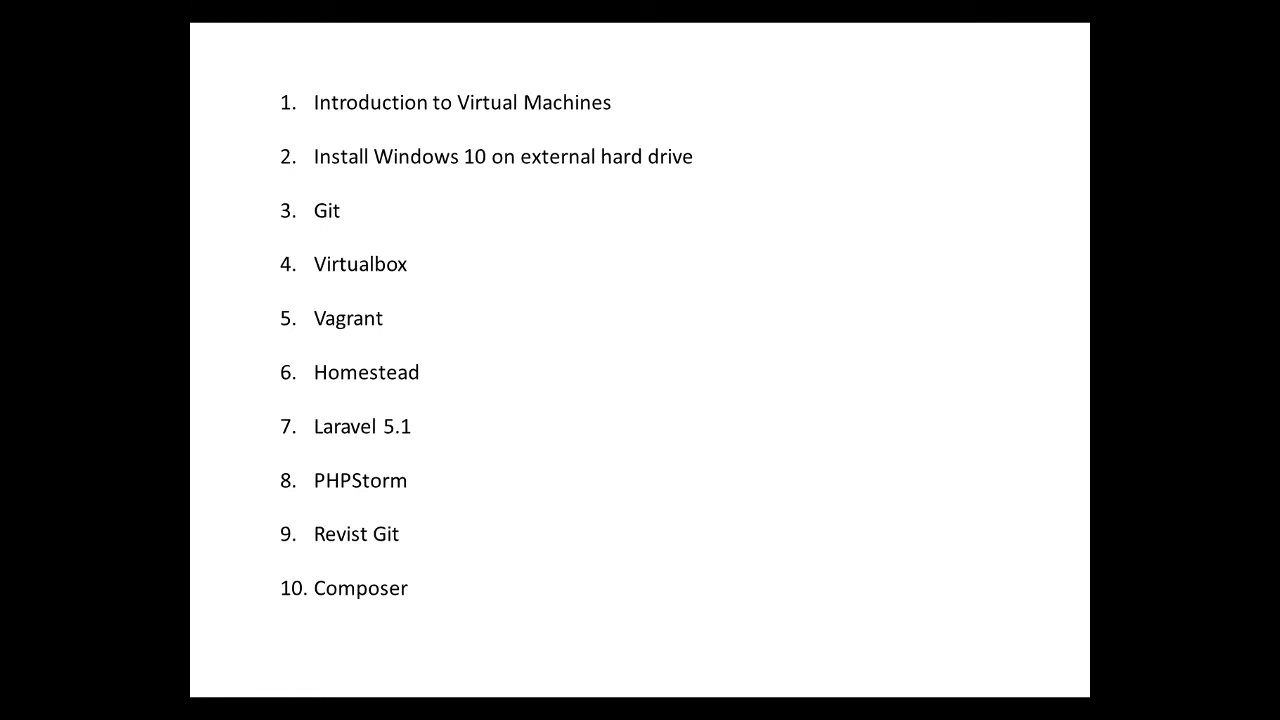 1. Introduction to Virtual Machines
2. Install Windows 10 on external hard drive
3. Git
4. Virtualbox
5. Vagrant
6. Homestead
7. Laravel 5.1
8. PHPStorm
9. Revist Git
10. Composer